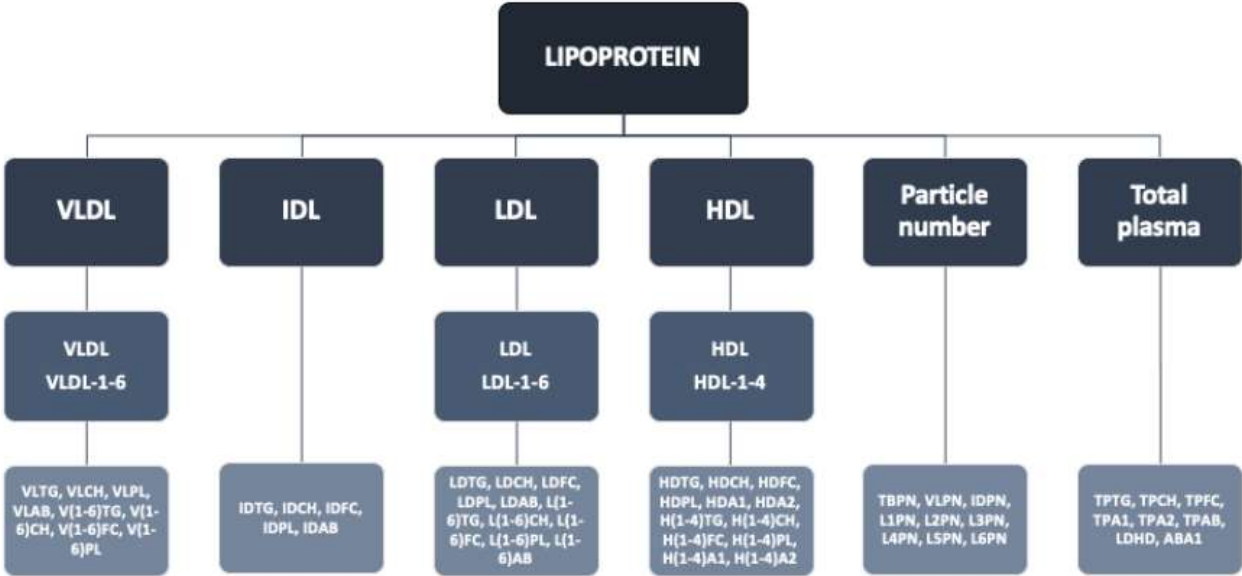 LIPOPROTEIN
VLDL
IDL
LDL
HDL
Particle
number
Total
plasma
VLDL
VLDL-1-6
LDL
LDL-1-6
HDL
HDL-1-4
VLTG, VLCH, VLPL,
VLAB, V(1-6)TG, V(1-
6)CH, V(1-6)FC, V(1-
6)PL
IDTG, IDCH, IDFC,
IDPL, IDAB
LDTG, LDCH, LDFC,
LDPL, LDAB, L(1-
6)TG, L(1-6)CH, L(1-
6)FC, L(1-6)PL, L(1-
6)AB
HDTG, HDCH, HDFC,
HDPL, HDA1, HDA2,
H(1-4)TG, H(1-4)CH,
H(1-4)FC, H(1-4)PL,
H(1-4)A1, H(1-4)A2
TBPN, VLPN, IDPN,
L1PN, L2PN, L3PN,
L4PN, L5PN, L6PN
TPTG, TPCH, TPFC,
TPA1, TPA2, TPAB,
LDHD, ABA1